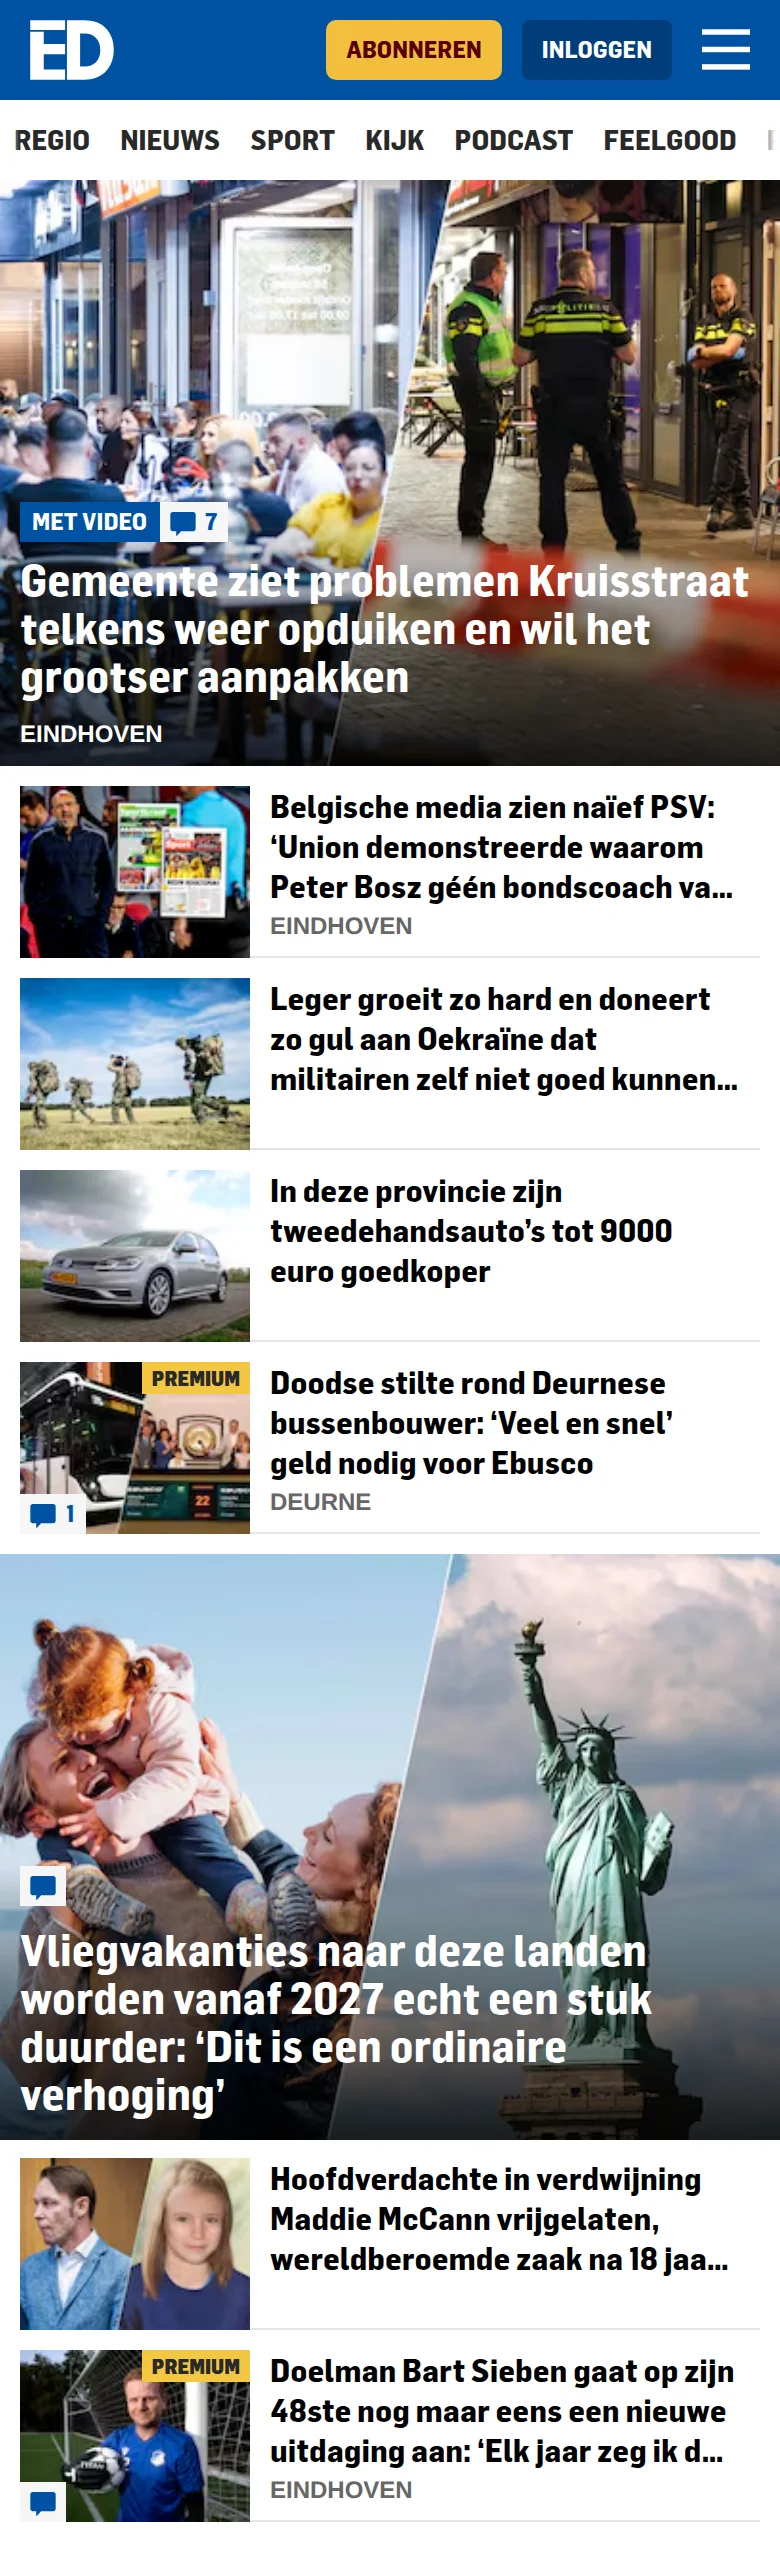 ED
ABONNEREN
INLOGGEN
REGIO NIEUWS SPORT KIJK PODCAST FEELGOOD
MET VIDEO 7
Gemeente ziet problemen Kruisstraat
telkens weer opduiken en wil het
grootser aanpakken
EINDHOVEN
Belgische media zien naïef PSV:
‘Union demonstreerde waarom
Peter Bosz géén bondscoach va...
EINDHOVEN
Leger groeit zo hard en doneert
zo gul aan Oekraïne dat
militairen zelf niet goed kunnen...
In deze provincie zijn
tweedehandsauto’s tot 9000
euro goedkoper
PREMIUM
22
1
Doodse stilte rond Deurnese
bussenbouwer: ‘Veel en snel’
geld nodig voor Ebusco
DEURNE
Vliegvakanties naar deze landen
worden vanaf 2027 echt een stuk
duurder: ‘Dit is een ordinaire
verhoging’
Hoofdverdachte in verdwijning
Maddie McCann vrijgelaten,
wereldberoemde zaak na 18 jaa...
PREMIUM
Doelman Bart Sieben gaat op zijn
48ste nog maar eens een nieuwe
uitdaging aan: ‘Elk jaar zeg ik d...
EINDHOVEN